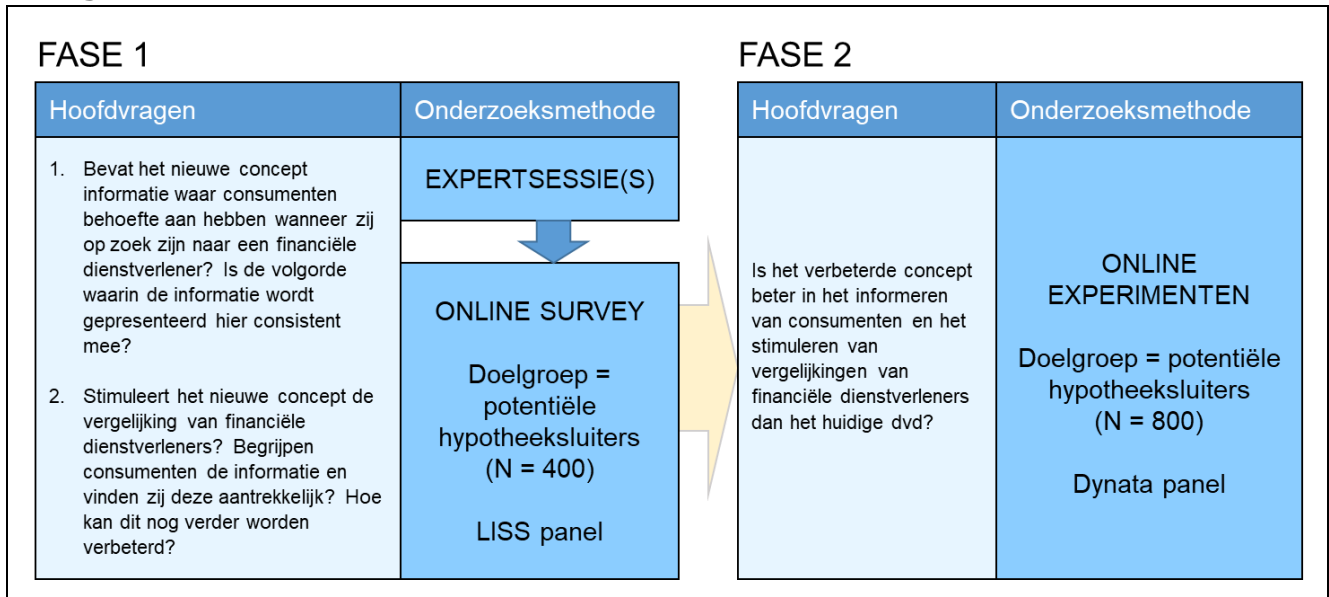 FASE 1
Hoofdvragen
Onderzoeksmethode
1. Bevat het nieuwe concept
informatie waar consumenten
behoefte aan hebben wanneer zij
op zoek zijn naar een financiële
dienstverlener? Is de volgorde
waarin de informatie wordt
gepresenteerd hier consistent
mee?
2. Stimuleert het nieuwe concept de
vergelijking van financiële
dienstverleners? Begrijpen
consumenten de informatie en
vinden zij deze aantrekkelijk? Hoe
kan dit nog verder worden
verbeterd?
EXPERTSESSIE(S)
ONLINE SURVEY
Doelgroep =
potentiële
hypotheeksluiters
(N = 400)
LISS panel
FASE 2
Hoofdvragen
Onderzoeksmethode
Is het verbeterde concept
beter in het informeren
van consumenten en het
stimuleren van
vergelijkingen van
financiële dienstverleners
dan het huidige dvd?
ONLINE
EXPERIMENTEN
Doelgroep = potentiële
hypotheeksluiters
(N = 800)
Dynata panel